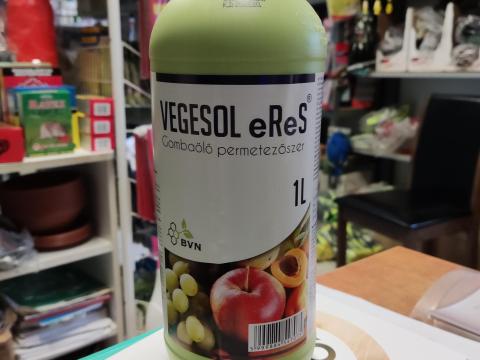 VEGESOL eReS®
Gombaölő permetezőszer
1L
BVN